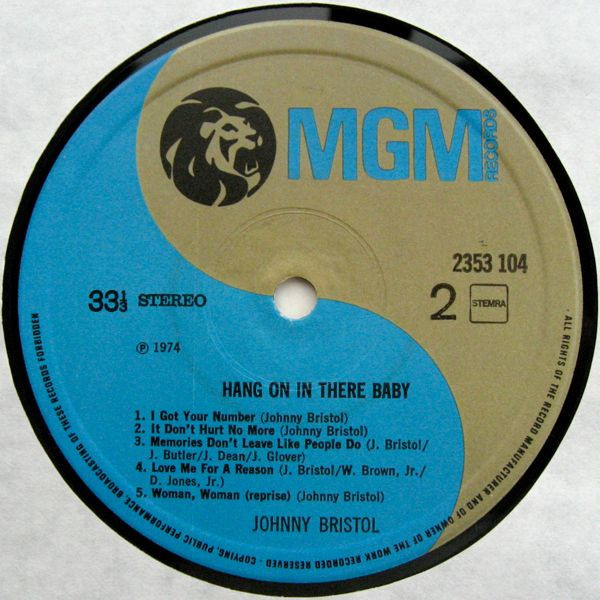 MGM
RECORDS
2353 104
33⅓ STEREO
2
STEMRA
℗ 1974
HANG ON IN THERE BABY
1. I Got Your Number (Johnny Bristol)
2. It Don't Hurt No More (Johnny Bristol)
3. Memories Don't Leave Like People Do (J. Bristol/
J. Butler/J. Dean/J. Glover)
4. Love Me For A Reason (J. Bristol/W. Brown, Jr./
D. Jones, Jr.)
5. Woman, Woman (reprise) (Johnny Bristol)
JOHNNY BRISTOL
· ALL RIGHTS OF THE RECORD MANUFACTURER AND OF OWNER OF THE WORK RECORDED RESERVED · COPYING, PUBLIC PERFORMANCE, BROADCASTING OF THESE RECORDS FORBIDDEN